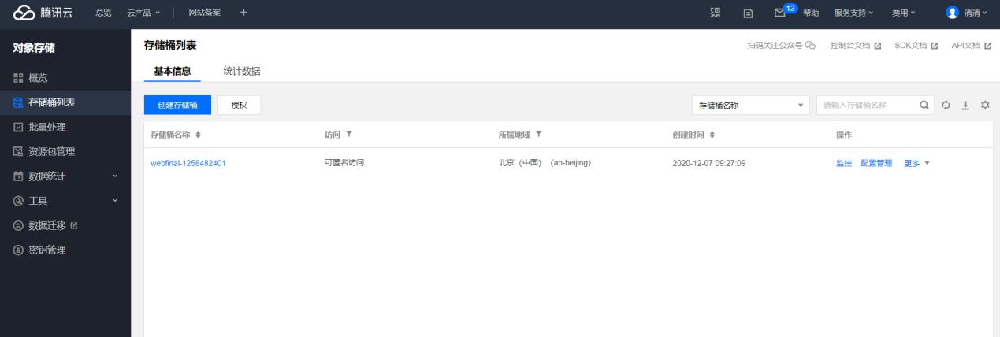 腾讯云 总览 云产品 网站备案 + 13 帮助 服务支持 费用 清清
对象存储
概览
存储桶列表
批量处理
资源包管理
数据统计
工具
数据迁移
密钥管理
存储桶列表 扫码关注公众号 控制台文档 SDK文档 API文档
基本信息 统计数据
创建存储桶 授权 存储桶名称 请输入存储桶名称
存储桶名称 访问 所属地域 创建时间 操作
webfinal-1258482401 可匿名访问 北京（中国）（ap-beijing） 2020-12-07 09:27:09 监控 配置管理 更多